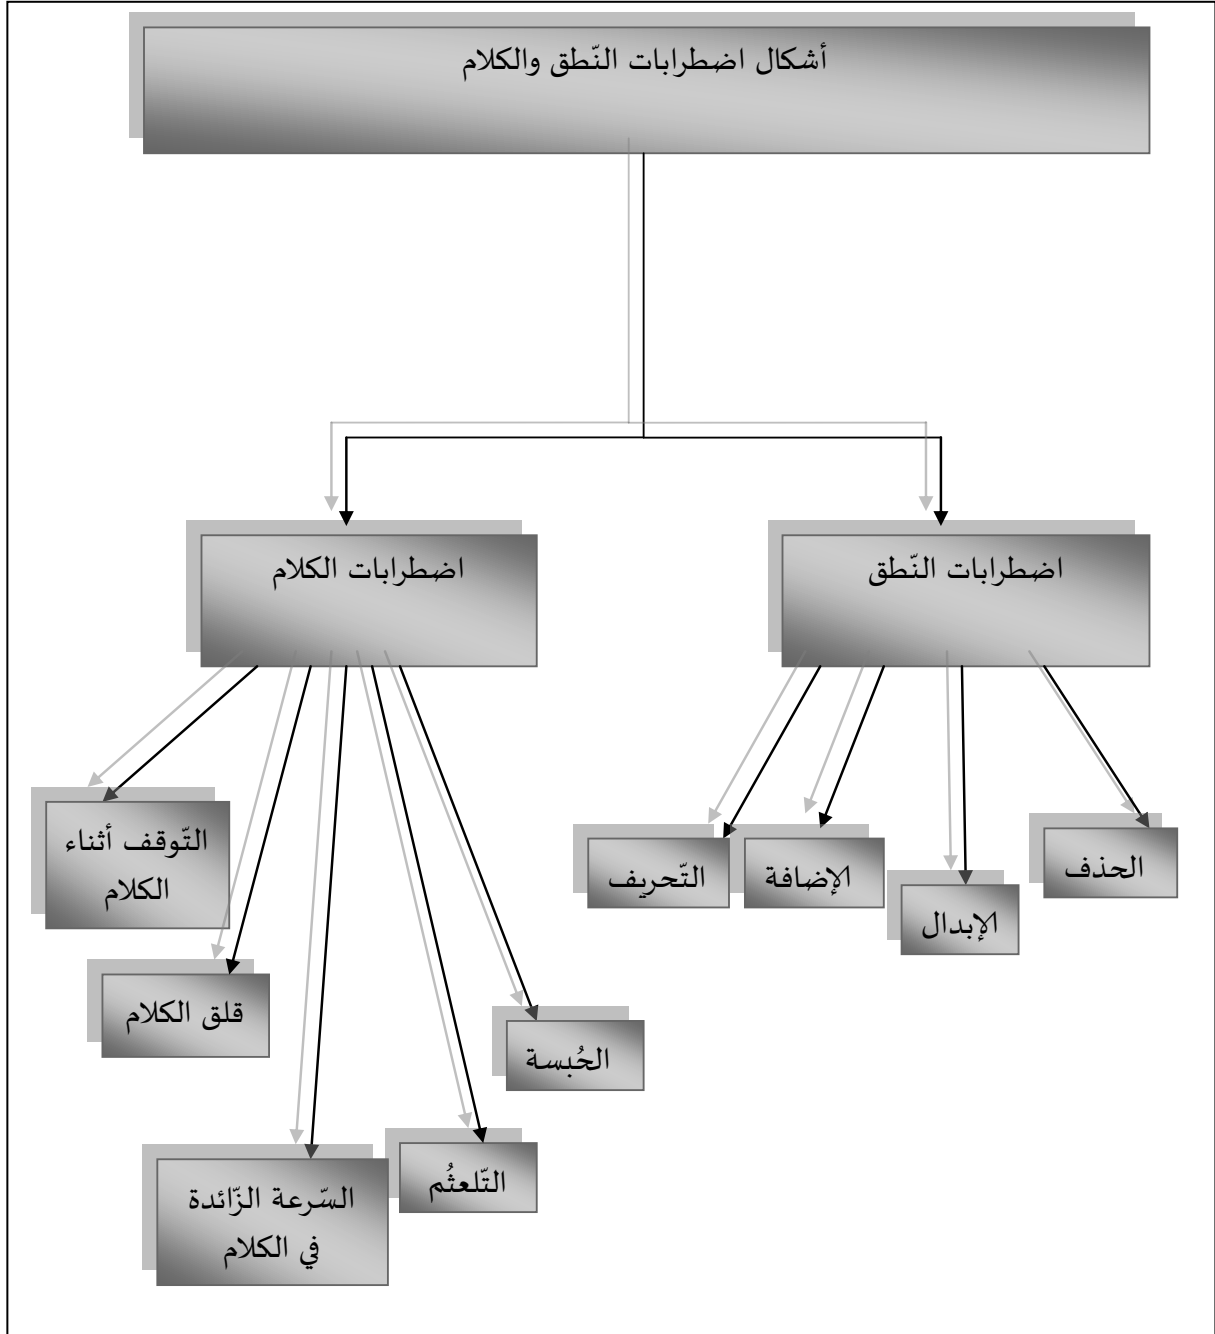 أشكال اضطرابات النّطق والكلام
اضطرابات النّطق
اضطرابات الكلام
الحذف
الإبدال
الإضافة
التّحريف
الحُبسة
التّلعثُم
السّرعة الزّائدة
في الكلام
قلق الكلام
التّوقف أثناء
الكلام